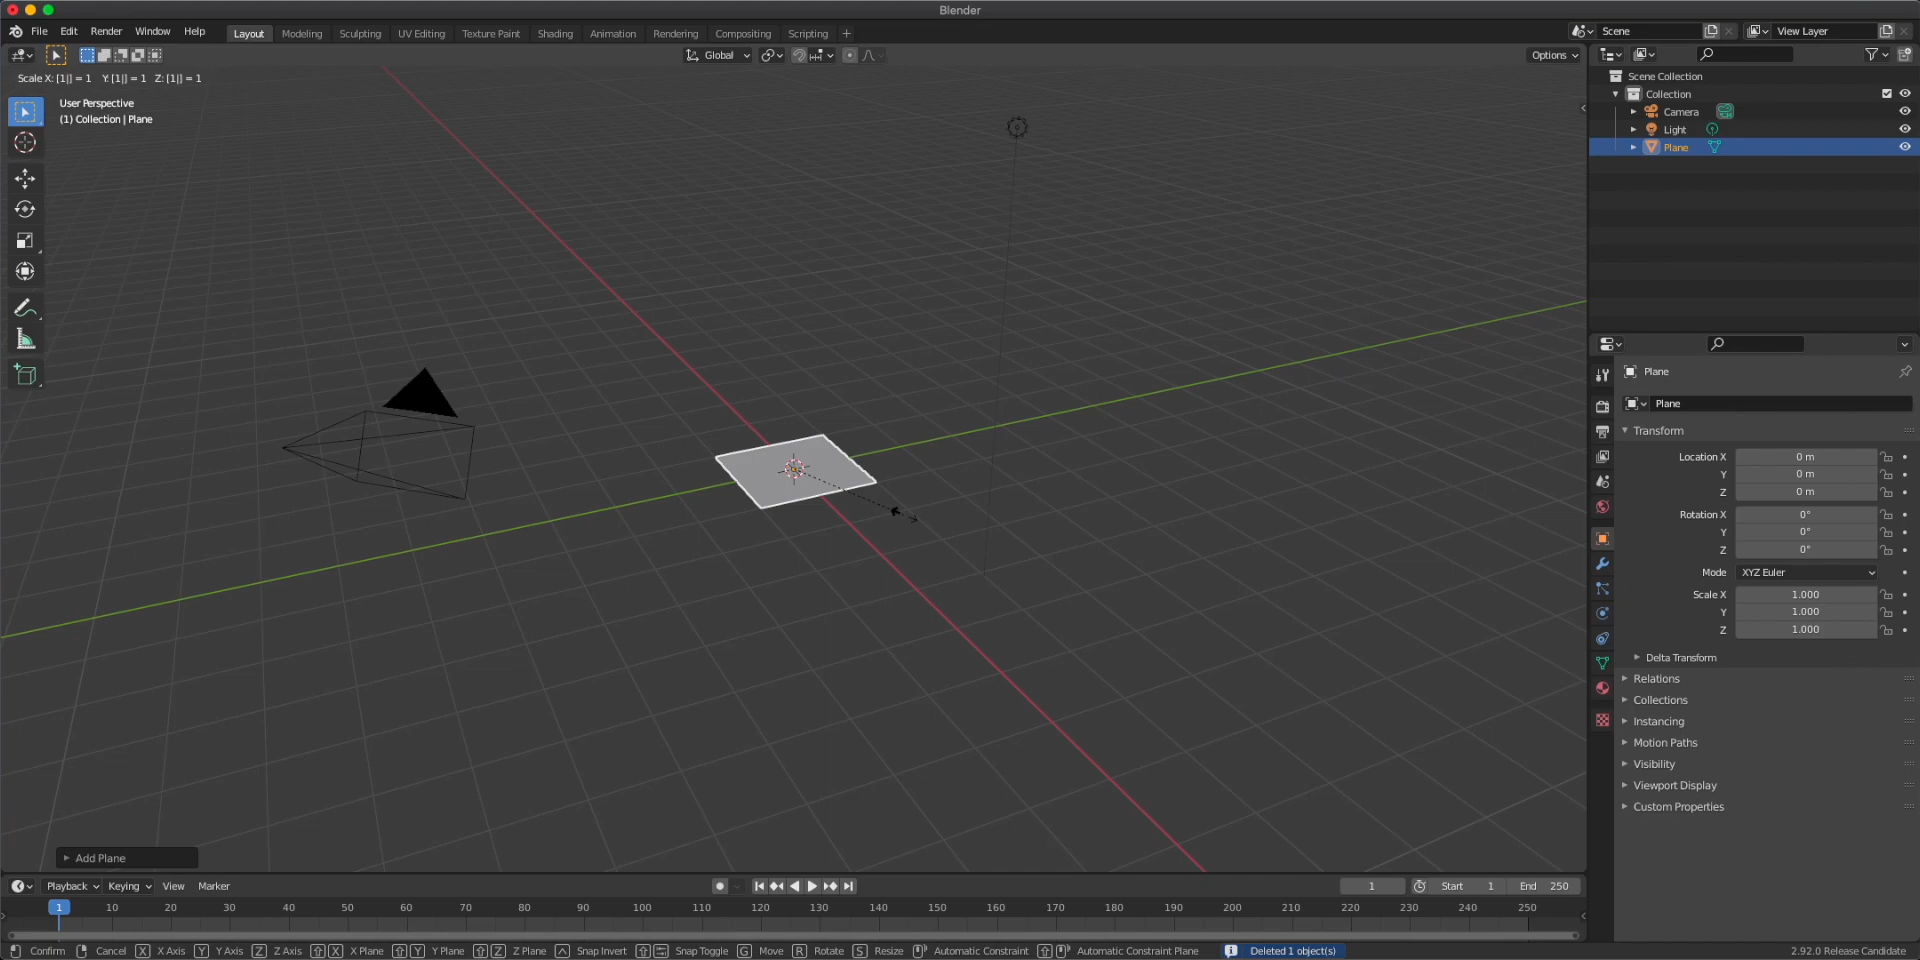 Blender
File Edit Render Window Help
Layout Modeling Sculpting UV Editing Texture Paint Shading Animation Rendering Compositing Scripting +
Scene
View Layer
Global
Options
Scale X: [1|] = 1 Y: [1|] = 1 Z: [1|] = 1
User Perspective
(1) Collection | Plane
Scene Collection
Collection
Camera
Light
Plane
Plane
Plane
Transform
Location X 0 m
Y 0 m
Z 0 m
Rotation X 0°
Y 0°
Z 0°
Mode XYZ Euler
Scale X 1.000
Y 1.000
Z 1.000
Delta Transform
Relations
Collections
Instancing
Motion Paths
Visibility
Viewport Display
Custom Properties
Add Plane
Playback Keying View Marker
1 Start 1 End 250
1 10 20 30 40 50 60 70 80 90 100 110 120 130 140 150 160 170 180 190 200 210 220 230 240 250
Confirm Cancel X X Axis Y Y Axis Z Z Axis X X Plane Y Y Plane Z Z Plane Snap Invert Snap Toggle G Move R Rotate S Resize Automatic Constraint Automatic Constraint Plane Deleted 1 object(s) 2.92.0 Release Candidate